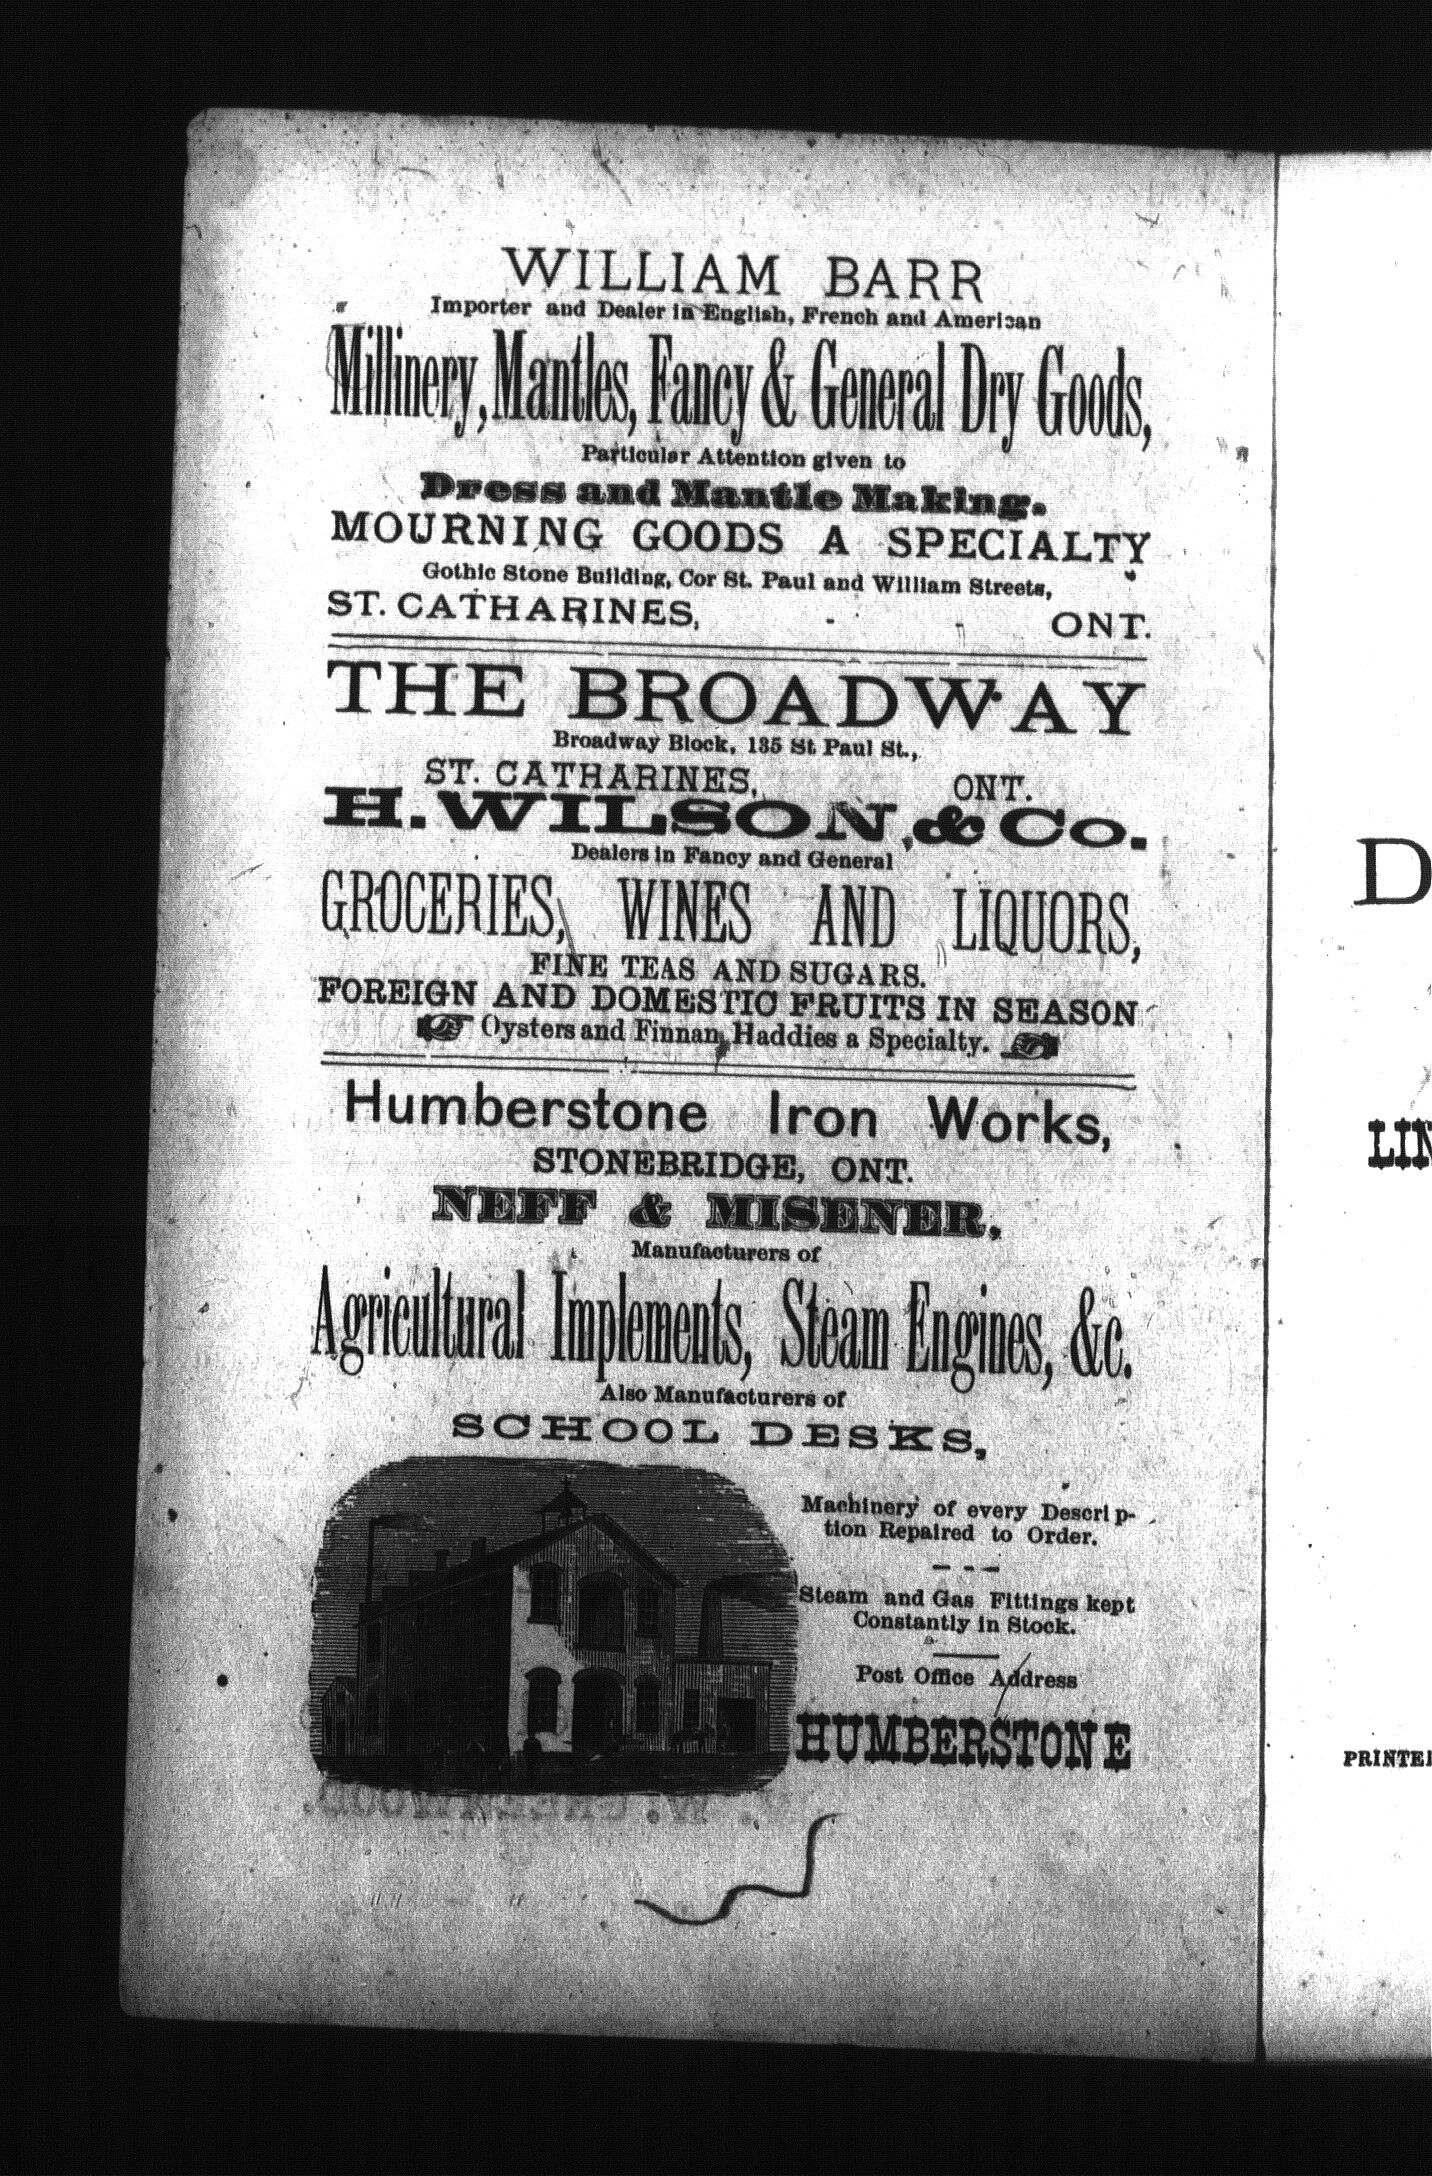 WILLIAM BARR
Importer and Dealer in English, French and American
Millinery, Mantles, Fancy & General Dry Goods,
Particular Attention given to
Dress and Mantle Making.
MOURNING GOODS A SPECIALTY
Gothic Stone Building, Cor St. Paul and William Streets,
ST. CATHARINES, - - ONT.
THE BROADWAY
Broadway Block, 135 St Paul St.,
ST. CATHARINES, ONT.
H. WILSON, & Co.
Dealers in Fancy and General
GROCERIES, WINES AND LIQUORS,
FINE TEAS AND SUGARS.
FOREIGN AND DOMESTIC FRUITS IN SEASON
Oysters and Finnan Haddies a Specialty.
Humberstone Iron Works,
STONEBRIDGE, ONT.
NEFF & MISENER,
Manufacturers of
Agricultural Implements, Steam Engines, &c.
Also Manufacturers of
SCHOOL DESKS,
Machinery of every Descrip-
tion Repaired to Order.
Steam and Gas Fittings kept
Constantly in Stock.
Post Office Address
HUMBERSTONE
D
LIN
PRINTE